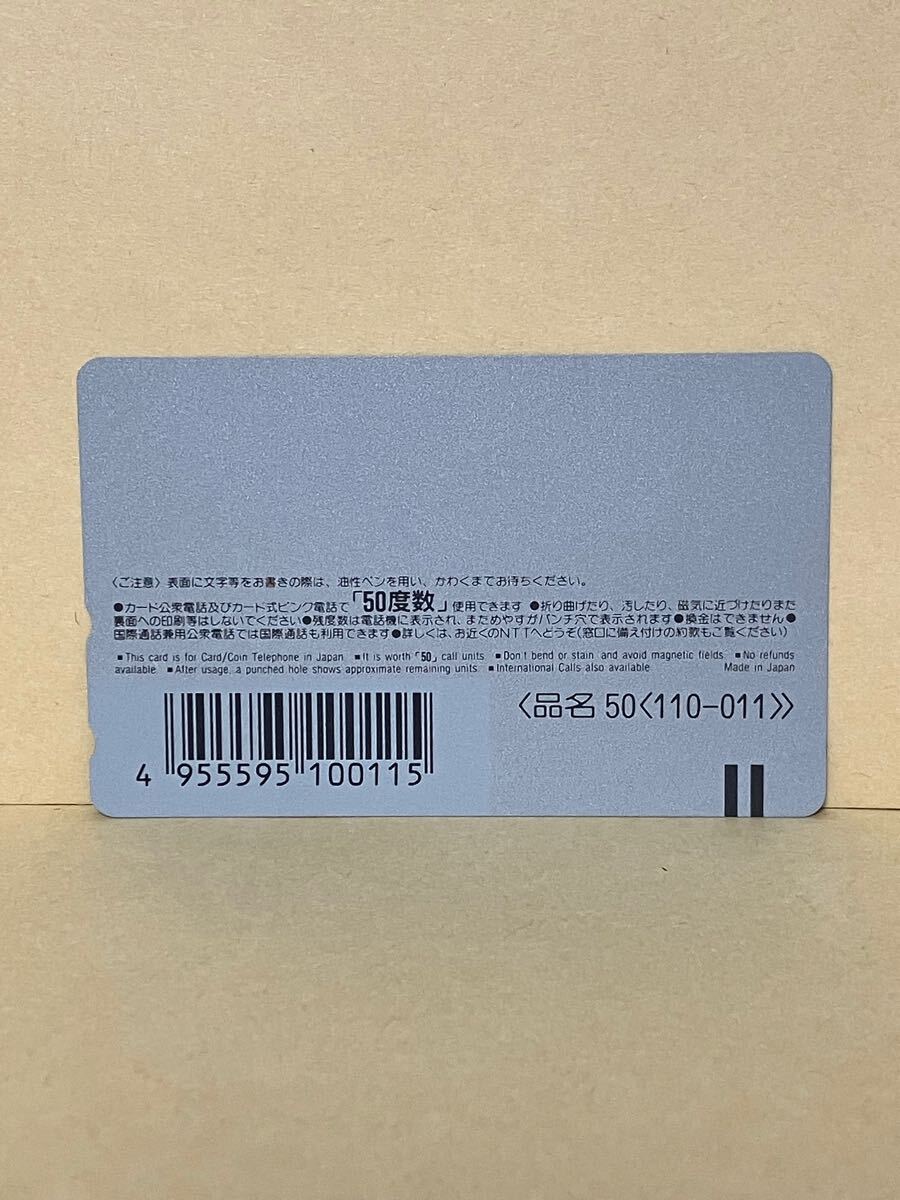 〈ご注意〉表面に文字等をお書きの際は、油性ペンを用い、かわくまでお待ちください。
●カード公衆電話及びカード式ピンク電話で「50度数」使用できます ●折り曲げたり、汚したり、磁気に近づけたりまた
裏面への印刷等はしないでください●残度数は電話機に表示され、まためやすがパンチ穴で表示されます●換金はできません●
国際通話兼用公衆電話では国際通話も利用できます●詳しくは、お近くのNTTへどうぞ(窓口に備え付けの約款もご覧ください)
■This card is for Card/Coin Telephone in Japan ■It is worth「50」call units ■Don't bend or stain and avoid magnetic fields ■No refunds
available ■After usage, a punched hole shows approximate remaining units ■International Calls also available Made in Japan
〈品名 50〈110-011〉〉
4 955595 100115